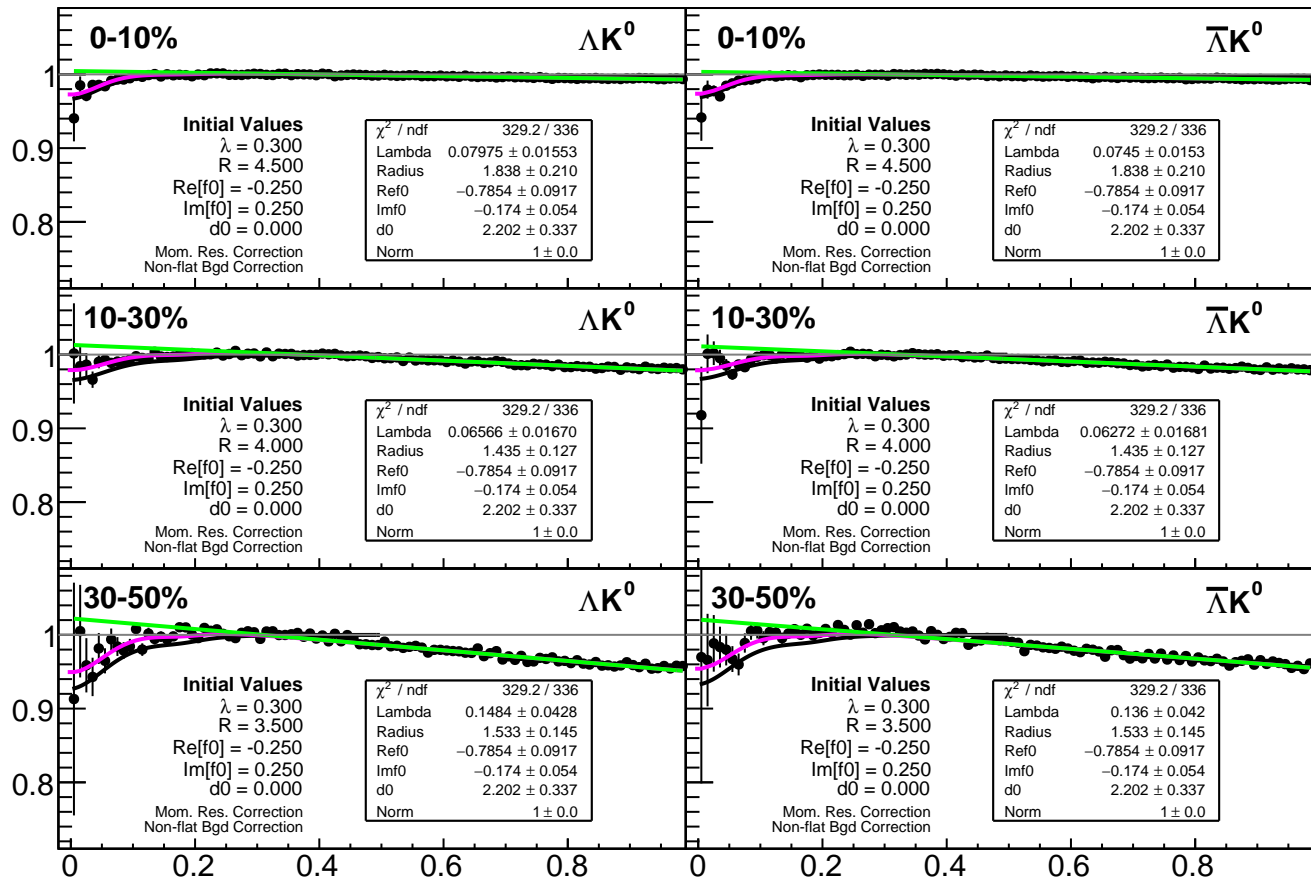 0-10% ΛK⁰
1
Initial Values
λ = 0.300
R = 4.500
Re[f0] = -0.250
Im[f0] = 0.250
d0 = 0.000
Mom. Res. Correction
Non-flat Bgd Correction
χ² / ndf 329.2 / 336
Lambda 0.07975 ± 0.01553
Radius 1.838 ± 0.210
Ref0 −0.7854 ± 0.0917
Imf0 −0.174 ± 0.054
d0 2.202 ± 0.337
Norm 1 ± 0.0
0.9
0.8
0-10% Λ̅K⁰
Initial Values
λ = 0.300
R = 4.500
Re[f0] = -0.250
Im[f0] = 0.250
d0 = 0.000
Mom. Res. Correction
Non-flat Bgd Correction
χ² / ndf 329.2 / 336
Lambda 0.0745 ± 0.0153
Radius 1.838 ± 0.210
Ref0 −0.7854 ± 0.0917
Imf0 −0.174 ± 0.054
d0 2.202 ± 0.337
Norm 1 ± 0.0
10-30% ΛK⁰
1
Initial Values
λ = 0.300
R = 4.000
Re[f0] = -0.250
Im[f0] = 0.250
d0 = 0.000
Mom. Res. Correction
Non-flat Bgd Correction
χ² / ndf 329.2 / 336
Lambda 0.06566 ± 0.01670
Radius 1.435 ± 0.127
Ref0 −0.7854 ± 0.0917
Imf0 −0.174 ± 0.054
d0 2.202 ± 0.337
Norm 1 ± 0.0
0.9
0.8
10-30% Λ̅K⁰
Initial Values
λ = 0.300
R = 4.000
Re[f0] = -0.250
Im[f0] = 0.250
d0 = 0.000
Mom. Res. Correction
Non-flat Bgd Correction
χ² / ndf 329.2 / 336
Lambda 0.06272 ± 0.01681
Radius 1.435 ± 0.127
Ref0 −0.7854 ± 0.0917
Imf0 −0.174 ± 0.054
d0 2.202 ± 0.337
Norm 1 ± 0.0
30-50% ΛK⁰
1
Initial Values
λ = 0.300
R = 3.500
Re[f0] = -0.250
Im[f0] = 0.250
d0 = 0.000
Mom. Res. Correction
Non-flat Bgd Correction
χ² / ndf 329.2 / 336
Lambda 0.1484 ± 0.0428
Radius 1.533 ± 0.145
Ref0 −0.7854 ± 0.0917
Imf0 −0.174 ± 0.054
d0 2.202 ± 0.337
Norm 1 ± 0.0
0.9
0.8
30-50% Λ̅K⁰
Initial Values
λ = 0.300
R = 3.500
Re[f0] = -0.250
Im[f0] = 0.250
d0 = 0.000
Mom. Res. Correction
Non-flat Bgd Correction
χ² / ndf 329.2 / 336
Lambda 0.136 ± 0.042
Radius 1.533 ± 0.145
Ref0 −0.7854 ± 0.0917
Imf0 −0.174 ± 0.054
d0 2.202 ± 0.337
Norm 1 ± 0.0
0 0.2 0.4 0.6 0.8 0 0.2 0.4 0.6 0.8